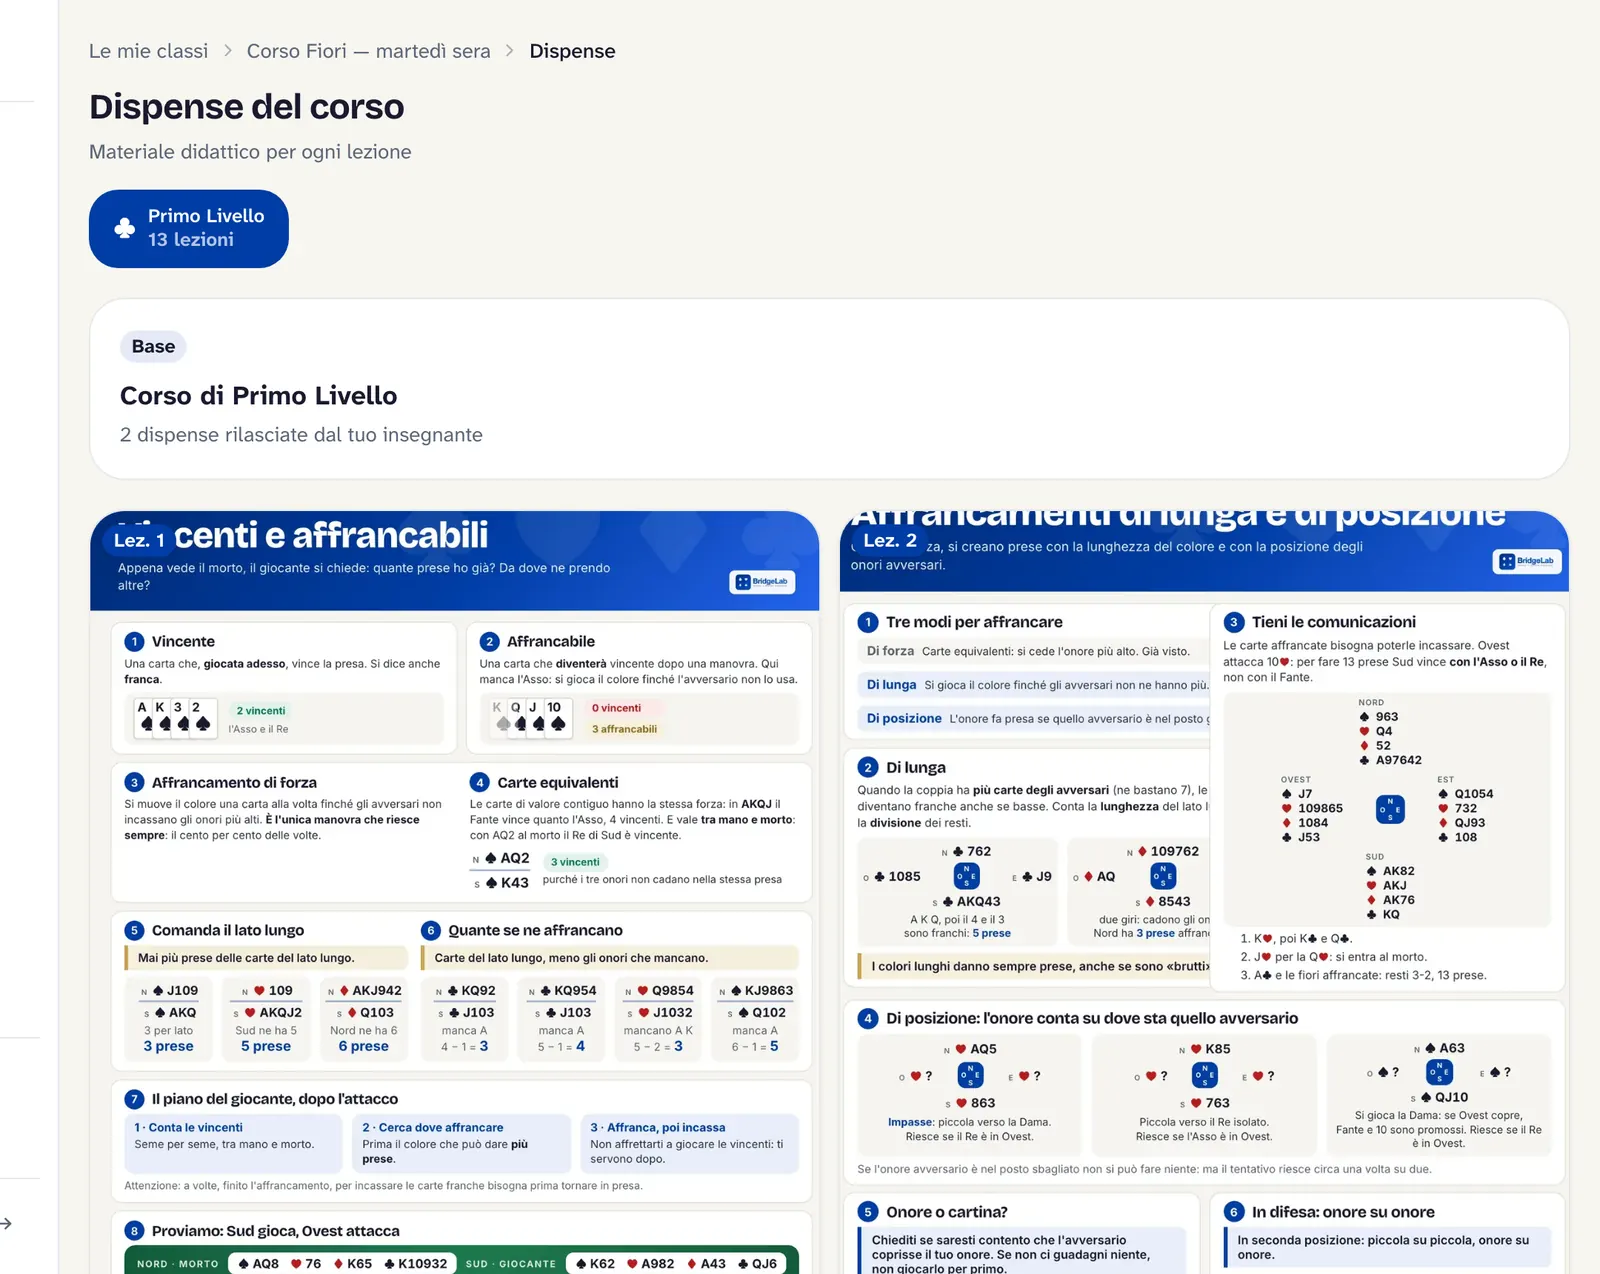 Le mie classi > Corso Fiori — martedì sera > Dispense
Dispense del corso
Materiale didattico per ogni lezione
♣ Primo Livello
13 lezioni
Base
Corso di Primo Livello
2 dispense rilasciate dal tuo insegnante
Lez. 1
centi e affrancabili
Appena vede il morto, il giocante si chiede: quante prese ho già? Da dove ne prendo
altre?
BridgeLab
1 Vincente
Una carta che, giocata adesso, vince la presa. Si dice anche
franca.
A K 3 2
2 vincenti
l'Asso e il Re
2 Affrancabile
Una carta che diventerà vincente dopo una manovra. Qui
manca l'Asso: si gioca il colore finché l'avversario non lo usa.
K Q J 10
0 vincenti
3 affrancabili
3 Affrancamento di forza
Si muove il colore una carta alla volta finché gli avversari non
incassano gli onori più alti. È l'unica manovra che riesce
sempre: il cento per cento delle volte.
4 Carte equivalenti
Le carte di valore contiguo hanno la stessa forza: in AKQJ il
Fante vince quanto l'Asso, 4 vincenti. E vale tra mano e morto:
con AQ2 al morto il Re di Sud è vincente.
N ♠ AQ2
S ♠ K43
3 vincenti
purché i tre onori non cadano nella stessa presa
5 Comanda il lato lungo
Mai più prese delle carte del lato lungo.
N ♠ J109
S ♠ AKQ
3 per lato
3 prese
N ♥ 109
S ♥ AKQJ2
Sud ne ha 5
5 prese
N ♦ AKJ942
S ♦ Q103
Nord ne ha 6
6 prese
6 Quante se ne affrancano
Carte del lato lungo, meno gli onori che mancano.
N ♣ KQ92
S ♣ J103
manca A
4 − 1 = 3
N ♣ KQ954
S ♣ J103
manca A
5 − 1 = 4
N ♥ Q9854
S ♥ J1032
mancano A K
5 − 2 = 3
N ♠ KJ9863
S ♠ Q102
manca A
6 − 1 = 5
7 Il piano del giocante, dopo l'attacco
1 · Conta le vincenti
Seme per seme, tra mano e morto.
2 · Cerca dove affrancare
Prima il colore che può dare più
prese.
3 · Affranca, poi incassa
Non affrettarti a giocare le vincenti: ti
servono dopo.
Attenzione: a volte, finito l'affrancamento, per incassare le carte franche bisogna prima tornare in presa.
8 Proviamo: Sud gioca, Ovest attacca
NORD · MORTO ♠ AQ8 ♥ 76 ♦ K65 ♣ K10932 SUD · GIOCANTE ♠ K62 ♥ A982 ♦ A43 ♣ QJ6
Affrancamenti di lunga e di posizione
Lez. 2
za, si creano prese con la lunghezza del colore e con la posizione degli
onori avversari.
BridgeLab
1 Tre modi per affrancare
Di forza Carte equivalenti: si cede l'onore più alto. Già visto.
Di lunga Si gioca il colore finché gli avversari non ne hanno più.
Di posizione L'onore fa presa se quello avversario è nel posto g
2 Di lunga
Quando la coppia ha più carte degli avversari (ne bastano 7), le
diventano franche anche se basse. Conta la lunghezza del lato l
la divisione dei resti.
N ♣ 762
O ♣ 1085
N O E S
E ♣ J9
S ♣ AKQ43
A K Q, poi il 4 e il 3
sono franchi: 5 prese
N ♦ 109762
O ♦ AQ
N O E S
S ♦ 8543
due giri: cadono gli on
Nord ha 3 prese affran
I colori lunghi danno sempre prese, anche se sono «brutti»
3 Tieni le comunicazioni
Le carte affrancate bisogna poterle incassare. Ovest
attacca 10♥: per fare 13 prese Sud vince con l'Asso o il Re,
non con il Fante.
NORD
♠ 963
♥ Q4
♦ 52
♣ A97642
OVEST
♠ J7
♥ 109865
♦ 1084
♣ J53
N O E S
EST
♠ Q1054
♥ 732
♦ QJ93
♣ 108
SUD
♠ AK82
♥ AKJ
♦ AK76
♣ KQ
1. K♥, poi K♣ e Q♣.
2. J♥ per la Q♥: si entra al morto.
3. A♣ e le fiori affrancate: resti 3-2, 13 prese.
4 Di posizione: l'onore conta su dove sta quello avversario
N ♥ AQ5
O ♥ ?
N O E S
E ♥ ?
S ♥ 863
Impasse: piccola verso la Dama.
Riesce se il Re è in Ovest.
N ♥ K85
O ♥ ?
N O E S
E ♥ ?
S ♥ 763
Piccola verso il Re isolato.
Riesce se l'Asso è in Ovest.
N ♠ A63
O ♠ ?
N O E S
E ♠ ?
S ♠ QJ10
Si gioca la Dama: se Ovest copre,
Fante e 10 sono promossi. Riesce se il Re
è in Ovest.
Se l'onore avversario è nel posto sbagliato non si può fare niente: ma il tentativo riesce circa una volta su due.
5 Onore o cartina?
Chiediti se saresti contento che l'avversario
coprisse il tuo onore. Se non ci guadagni niente,
non giocarlo per primo.
6 In difesa: onore su onore
In seconda posizione: piccola su piccola, onore su
onore.